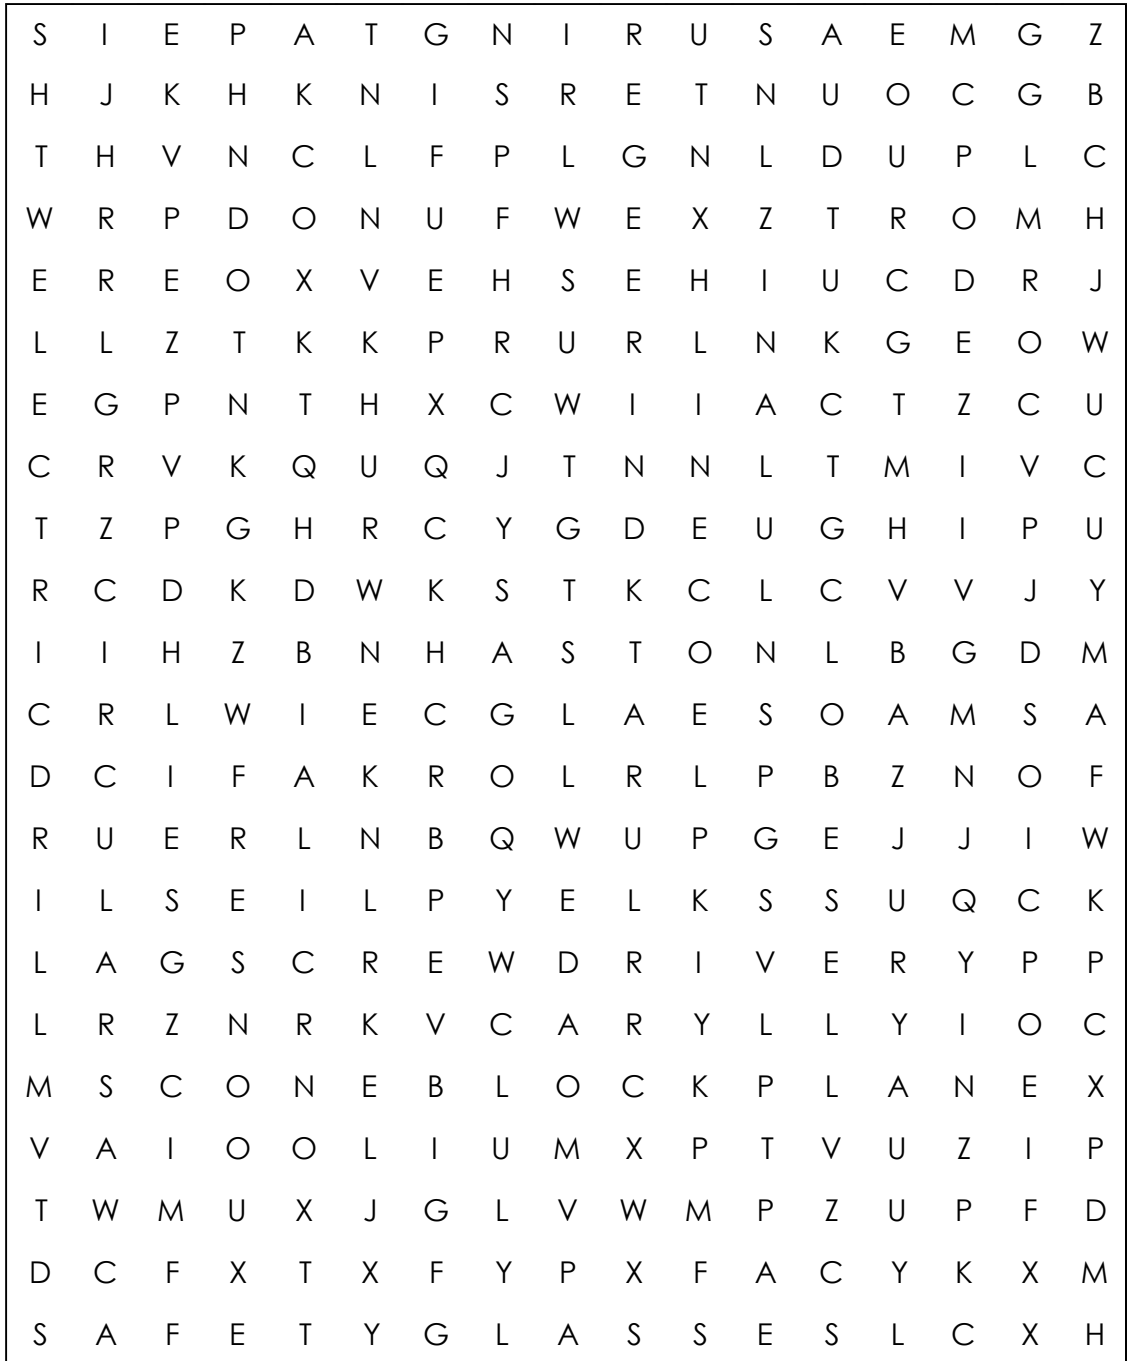 S I E P A T G N I R U S A E M G Z
H J K H K N I S R E T N U O C G B
T H V N C L F P L G N L D U P L C
W R P D O N U F W E X Z T R O M H
E R E O X V E H S E H I U C D R J
L L Z T K K P R U R L N K G E O W
E G P N T H X C W I I A C T Z C U
C R V K Q U Q J T N N L T M I V C
T Z P G H R C Y G D E U G H I P U
R C D K D W K S T K C L C V V J Y
I I H Z B N H A S T O N L B G D M
C R L W I E C G L A E S O A M S A
D C I F A K R O L R L P B Z N O F
R U E R L N B Q W U P G E J J I W
I L S E I L P Y E L K S S U Q C K
L A G S C R E W D R I V E R Y P P
L R Z N R K V C A R Y L L Y I O C
M S C O N E B L O C K P L A N E X
V A I O O L I U M X P T V U Z I P
T W M U X J G L V W M P Z U P F D
D C F X T X F Y P X F A C Y K X M
S A F E T Y G L A S S E S L C X H